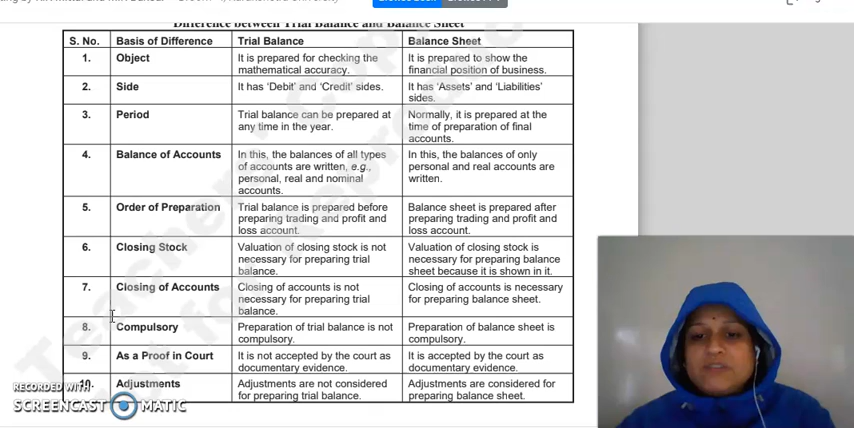 Difference between Trial Balance and Balance Sheet
S. No. Basis of Difference Trial Balance Balance Sheet
1. Object It is prepared for checking the It is prepared to show the
mathematical accuracy. financial position of business.
2. Side It has ‘Debit’ and ‘Credit’ sides. It has ‘Assets’ and ‘Liabilities’
sides.
3. Period Trial balance can be prepared at Normally, it is prepared at the
any time in the year. time of preparation of final
accounts.
4. Balance of Accounts In this, the balances of all types In this, the balances of only
of accounts are written, e.g., personal and real accounts are
personal, real and nominal written.
accounts.
5. Order of Preparation Trial balance is prepared before Balance sheet is prepared after
preparing trading and profit and preparing trading and profit and
loss account. loss account.
6. Closing Stock Valuation of closing stock is not Valuation of closing stock is
necessary for preparing trial necessary for preparing balance
balance. sheet because it is shown in it.
7. Closing of Accounts Closing of accounts is not Closing of accounts is necessary
necessary for preparing trial for preparing balance sheet.
balance.
8. Compulsory Preparation of trial balance is not Preparation of balance sheet is
compulsory. compulsory.
9. As a Proof in Court It is not accepted by the court as It is accepted by the court as
documentary evidence. documentary evidence.
10. Adjustments Adjustments are not considered Adjustments are considered for
for preparing trial balance. preparing balance sheet.
RECORDED WITH
SCREENCAST MATIC